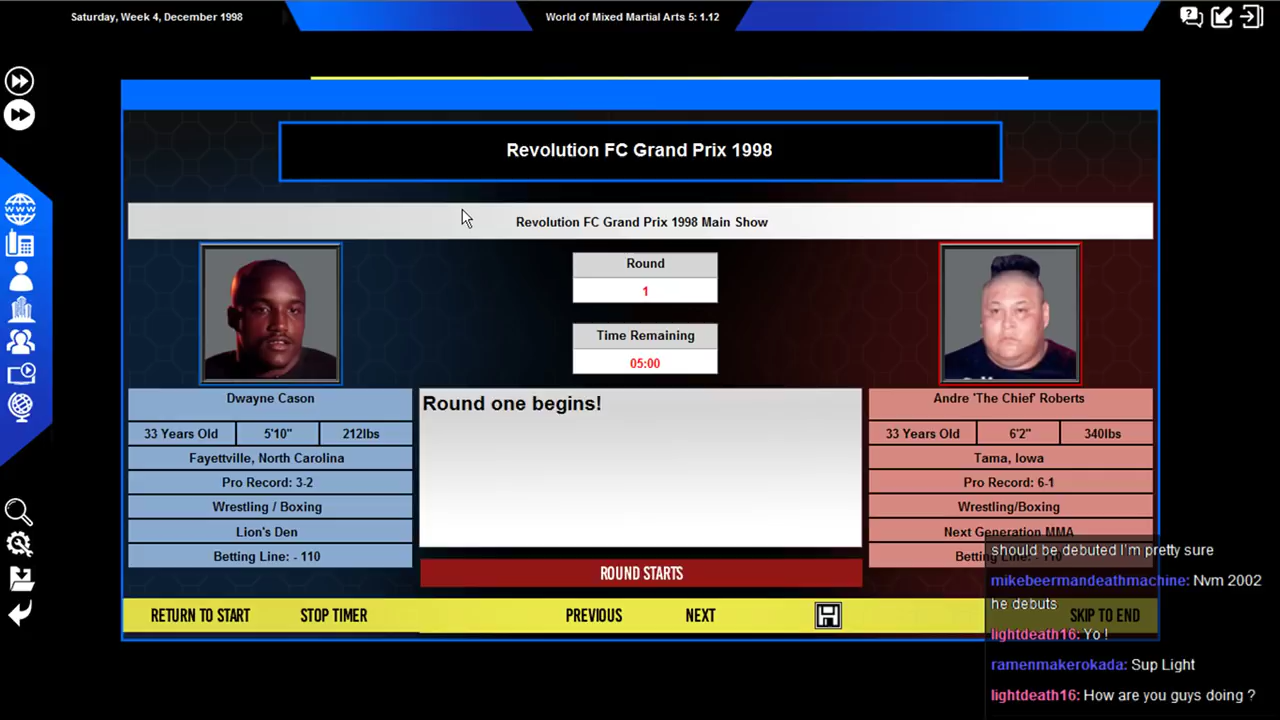 Saturday, Week 4, December 1998
World of Mixed Martial Arts 5: 1.12
Revolution FC Grand Prix 1998
Revolution FC Grand Prix 1998 Main Show
Round
1
Time Remaining
05:00
Dwayne Cason
33 Years Old 5'10" 212lbs
Fayettville, North Carolina
Pro Record: 3-2
Wrestling / Boxing
Lion's Den
Betting Line: - 110
Round one begins!
ROUND STARTS
Andre 'The Chief' Roberts
33 Years Old 6'2" 340lbs
Tama, Iowa
Pro Record: 6-1
Wrestling/Boxing
Next Generation MMA
Betting Line: - 110
RETURN TO START STOP TIMER PREVIOUS NEXT SKIP TO END
should be debuted I'm pretty sure
mikebeermandeathmachine: Nvm 2002
he debuts
lightdeath16: Yo !
ramenmakerokada: Sup Light
lightdeath16: How are you guys doing ?
WWW